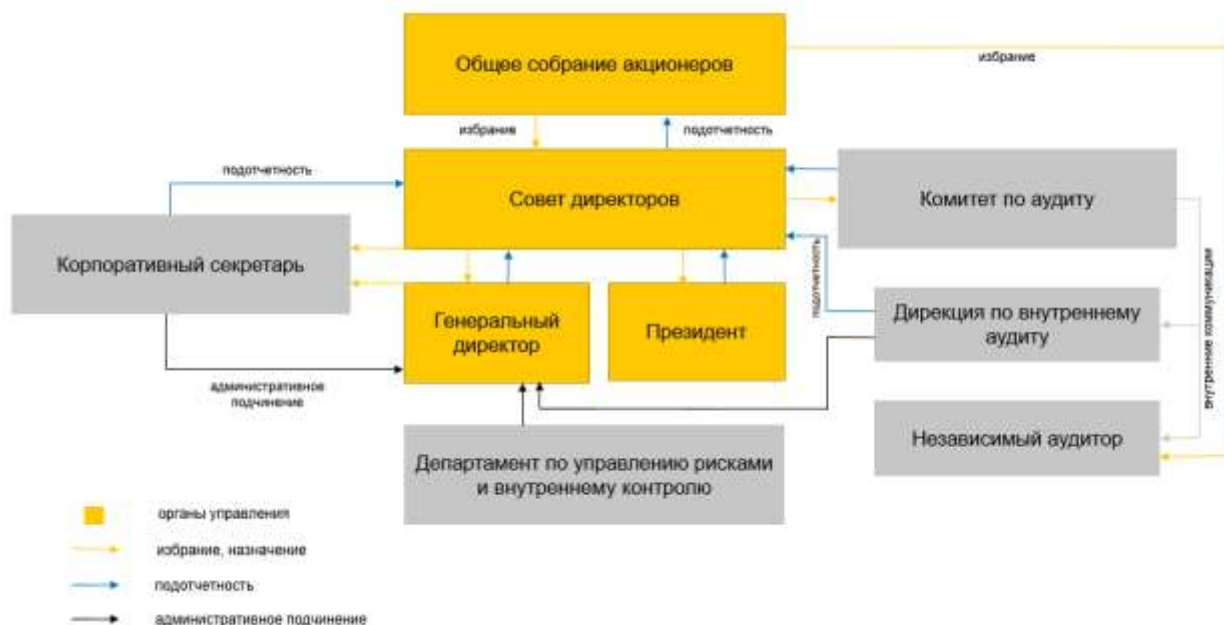 Общее собрание акционеров
избрание
избрание
подотчетность
подотчетность
Совет директоров
Комитет по аудиту
Корпоративный секретарь
подотчетность
внутренние коммуникации
Генеральный
директор
Президент
Дирекция по внутреннему
аудиту
административное
подчинение
Независимый аудитор
Департамент по управлению рисками
и внутреннему контролю
органы управления
избрание, назначение
подотчетность
административное подчинение